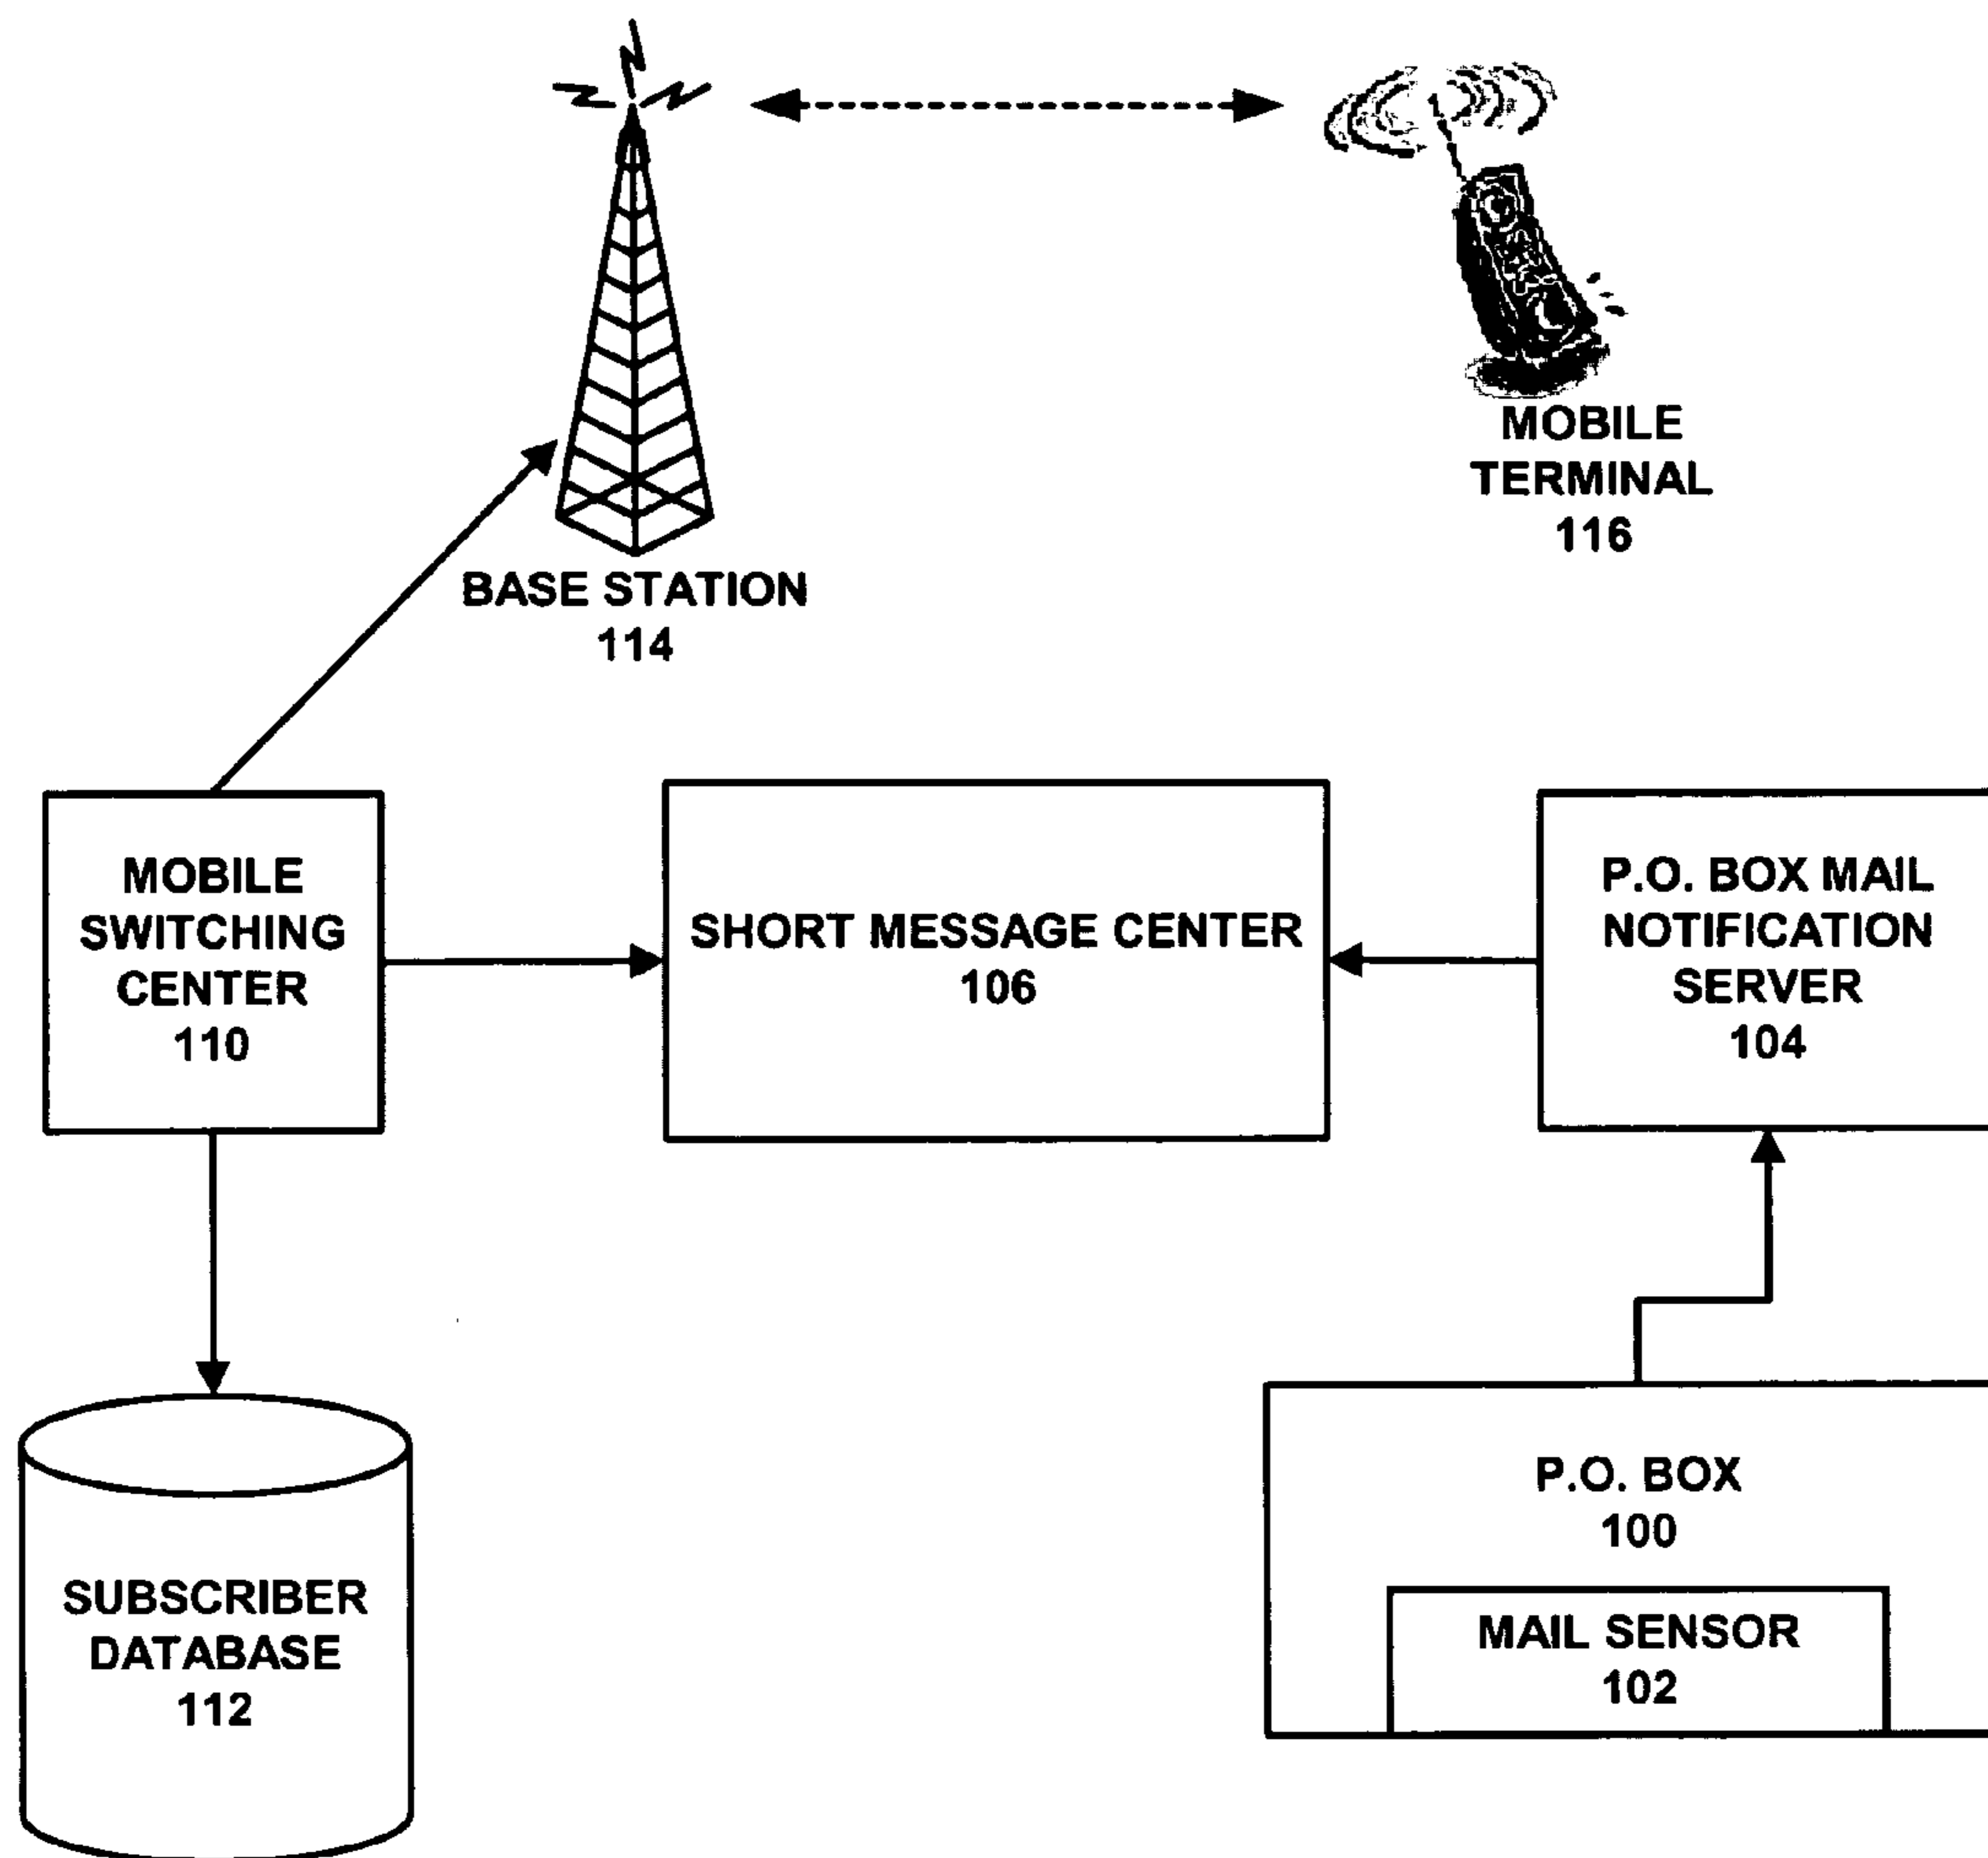 MOBILE
TERMINAL
116
BASE STATION
114
MOBILE
SWITCHING
CENTER
110
SHORT MESSAGE CENTER
106
P.O. BOX MAIL
NOTIFICATION
SERVER
104
P.O. BOX
100
MAIL SENSOR
102
SUBSCRIBER
DATABASE
112